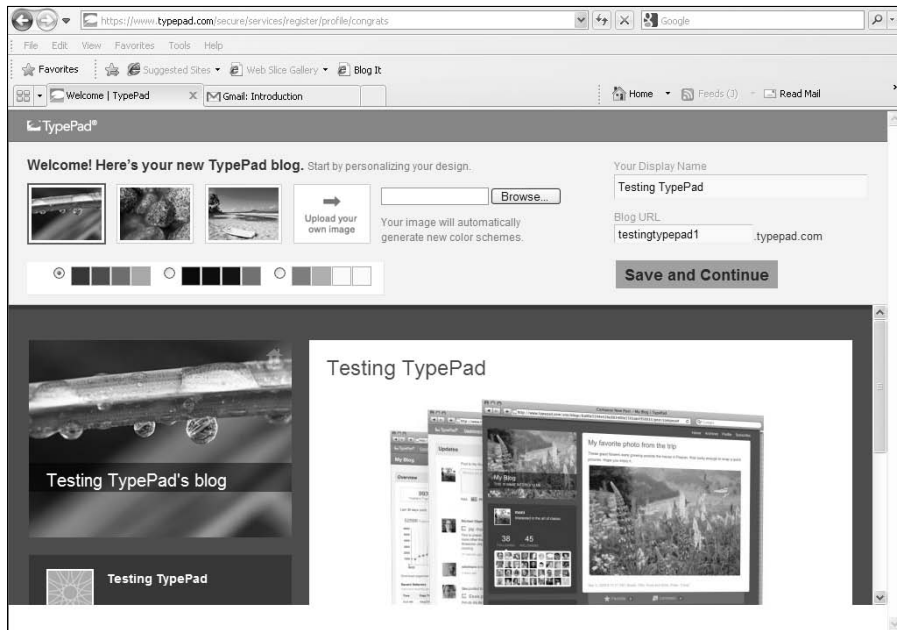 https://www.typepad.com/secure/services/register/profile/congrats
Google
File Edit View Favorites Tools Help
Favorites Suggested Sites Web Slice Gallery Blog It
Welcome | TypePad X Gmail: Introduction Home Feeds (J) Read Mail
TypePad®
Welcome! Here's your new TypePad blog. Start by personalizing your design.
Upload your own image
Browse...
Your image will automatically
generate new color schemes.
Your Display Name
Testing TypePad
Blog URL
testingtypepad1 .typepad.com
Save and Continue
Testing TypePad's blog
Testing TypePad
Testing TypePad
My favorite photo from the trip
My Blog
Updates
My Blog
Overview
38 45